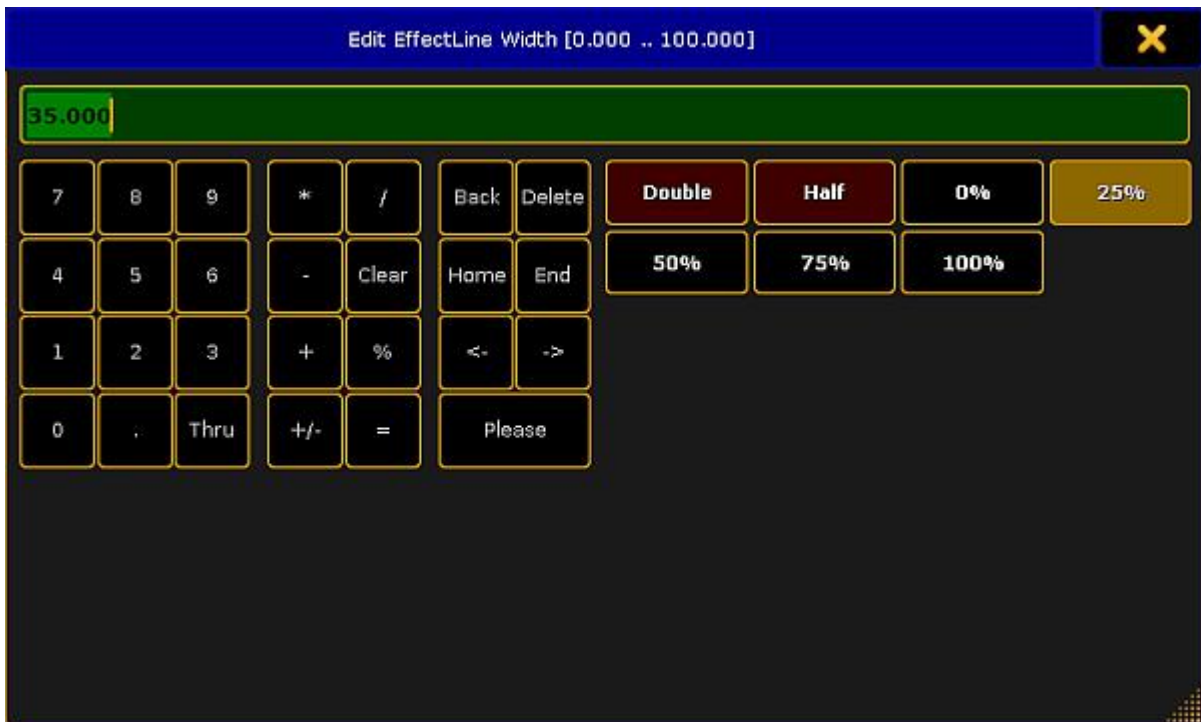 Edit EffectLine Width [0.000 .. 100.000]
35.000
7 8 9 * / Back Delete Double Half 0% 25%
4 5 6 - Clear Home End 50% 75% 100%
1 2 3 + % <- ->
0 . Thru +/- = Please